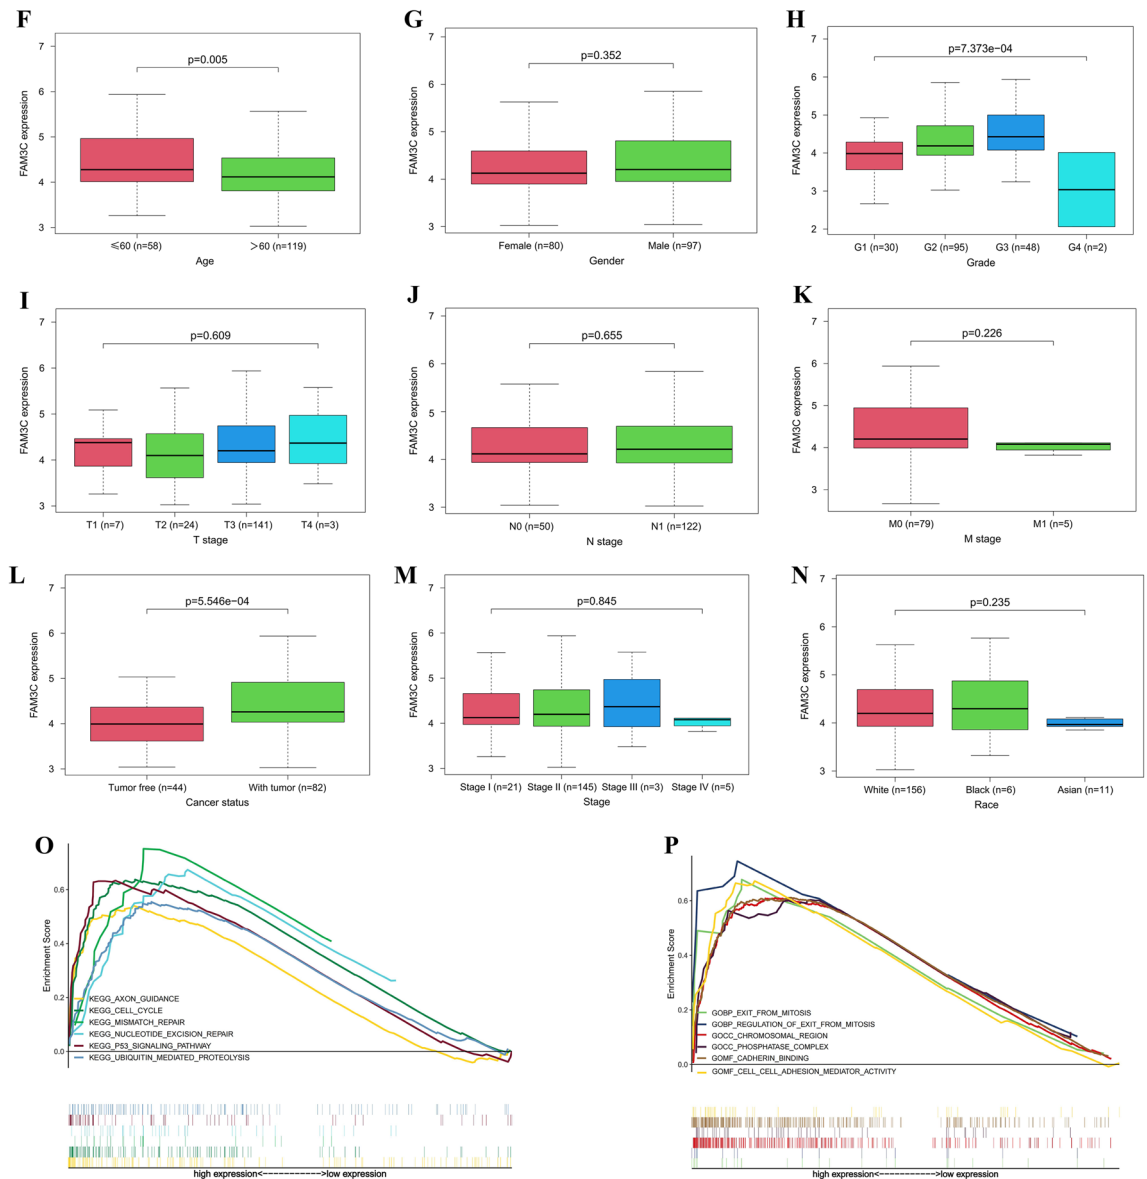 F
7
6
5
4
3
FAM3C expression
p=0.005
≤60 (n=58)
>60 (n=119)
Age
G
7
6
5
4
3
FAM3C expression
p=0.352
Female (n=80)
Male (n=97)
Gender
H
7
6
5
4
3
2
FAM3C expression
p=7.373e−04
G1 (n=30)
G2 (n=95)
G3 (n=48)
G4 (n=2)
Grade
I
7
6
5
4
3
FAM3C expression
p=0.609
T1 (n=7)
T2 (n=24)
T3 (n=141)
T4 (n=3)
T stage
J
7
6
5
4
3
FAM3C expression
p=0.655
N0 (n=50)
N1 (n=122)
N stage
K
7
6
5
4
3
FAM3C expression
p=0.226
M0 (n=79)
M1 (n=5)
M stage
L
7
6
5
4
3
FAM3C expression
p=5.546e−04
Tumor free (n=44)
With tumor (n=82)
Cancer status
M
7
6
5
4
3
FAM3C expression
p=0.845
Stage I (n=21)
Stage II (n=145)
Stage III (n=3)
Stage IV (n=5)
Stage
N
7
6
5
4
3
FAM3C expression
p=0.235
White (n=156)
Black (n=6)
Asian (n=11)
Race
O
0.6
0.4
0.2
0.0
Enrichment Score
KEGG_AXON_GUIDANCE
KEGG_CELL_CYCLE
KEGG_MISMATCH_REPAIR
KEGG_NUCLEOTIDE_EXCISION_REPAIR
KEGG_P53_SIGNALING_PATHWAY
KEGG_UBIQUITIN_MEDIATED_PROTEOLYSIS
high expression<------------>low expression
P
0.6
0.4
0.2
0.0
Enrichment Score
GOBP_EXIT_FROM_MITOSIS
GOBP_REGULATION_OF_EXIT_FROM_MITOSIS
GOCC_CHROMOSOMAL_REGION
GOCC_PHOSPHATASE_COMPLEX
GOMF_CADHERIN_BINDING
GOMF_CELL_CELL_ADHESION_MEDIATOR_ACTIVITY
high expression<------------>low expression